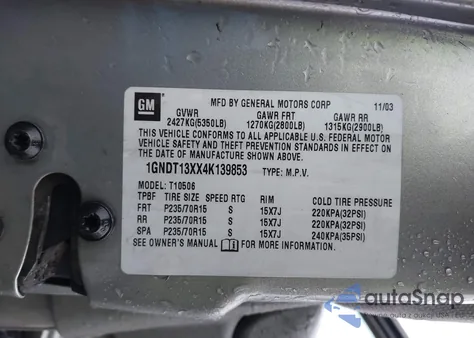 GM
MFD BY GENERAL MOTORS CORP 11/03
GVWR GAWR FRT GAWR RR
2427KG(5350LB) 1270KG(2800LB) 1315KG(2900LB)
THIS VEHICLE CONFORMS TO ALL APPLICABLE U.S. FEDERAL MOTOR
VEHICLE SAFETY AND THEFT PREVENTION STANDARDS IN EFFECT ON
THE DATE OF MANUFACTURE SHOWN ABOVE.
1GNDT13XX4K139853 TYPE: M.P.V.
MODEL: T10506
TPBF TIRE SIZE SPEED RTG RIM COLD TIRE PRESSURE
FRT P235/70R15 S 15X7J 220KPA(32PSI)
RR P235/70R15 S 15X7J 220KPA(32PSI)
SPA P235/70R15 S 15X7J 240KPA(35PSI)
SEE OWNER'S MANUAL FOR MORE INFORMATION
autoSnap